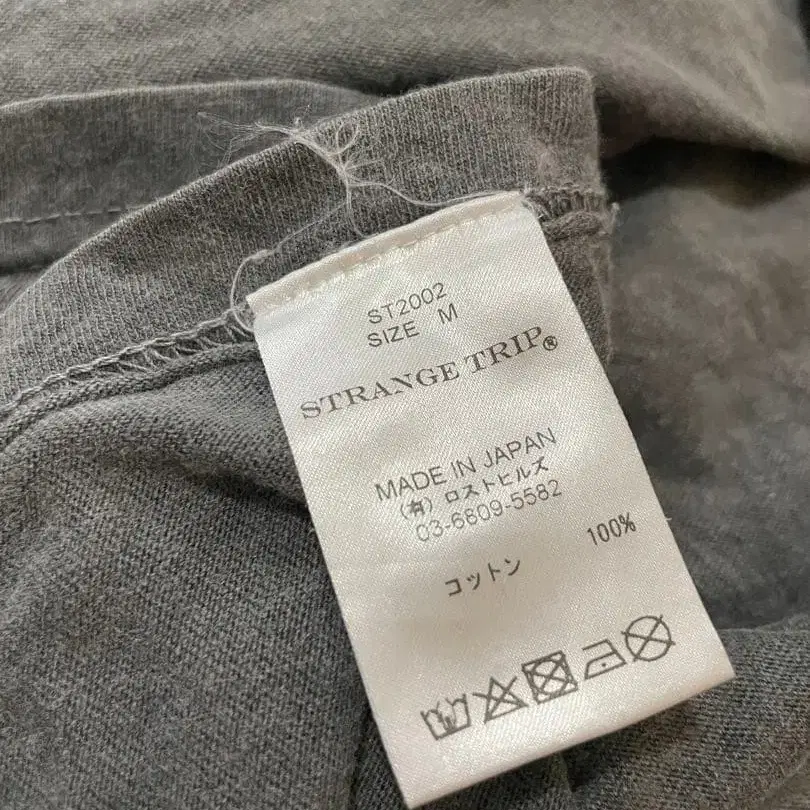 ST2002
SIZE M
STRANGE TRIP®
MADE IN JAPAN
(有) ロストヒルズ
03-6609-5582
コットン 100%